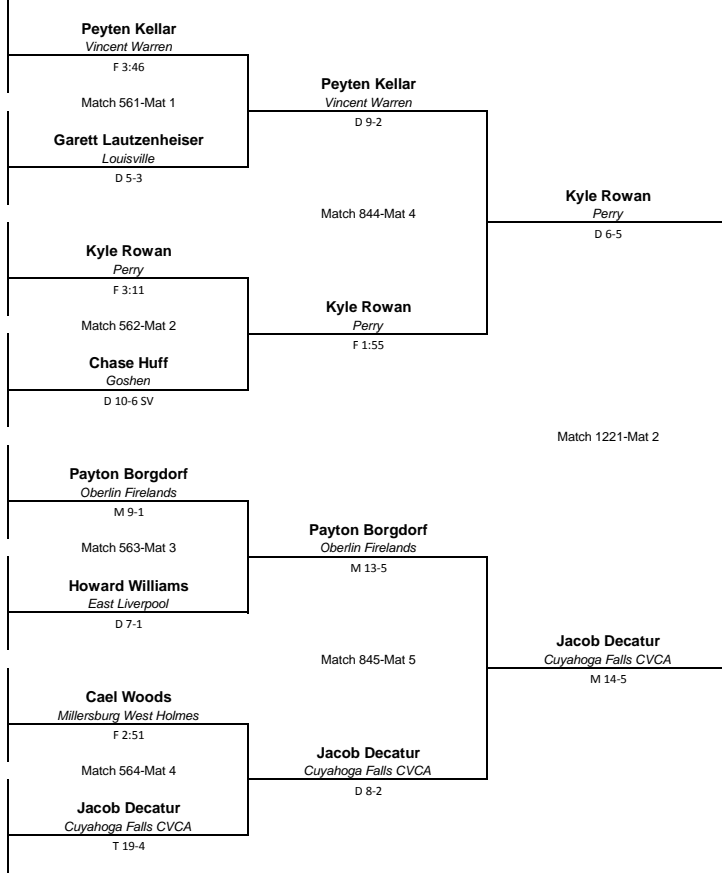 Peyten Kellar
Vincent Warren
F 3:46
Match 561-Mat 1
Garett Lautzenheiser
Louisville
D 5-3
Kyle Rowan
Perry
F 3:11
Match 562-Mat 2
Chase Huff
Goshen
D 10-6 SV
Payton Borgdorf
Oberlin Firelands
M 9-1
Match 563-Mat 3
Howard Williams
East Liverpool
D 7-1
Cael Woods
Millersburg West Holmes
F 2:51
Match 564-Mat 4
Jacob Decatur
Cuyahoga Falls CVCA
T 19-4
Peyten Kellar
Vincent Warren
D 9-2
Match 844-Mat 4
Kyle Rowan
Perry
F 1:55
Payton Borgdorf
Oberlin Firelands
M 13-5
Match 845-Mat 5
Jacob Decatur
Cuyahoga Falls CVCA
D 8-2
Kyle Rowan
Perry
D 6-5
Match 1221-Mat 2
Jacob Decatur
Cuyahoga Falls CVCA
M 14-5